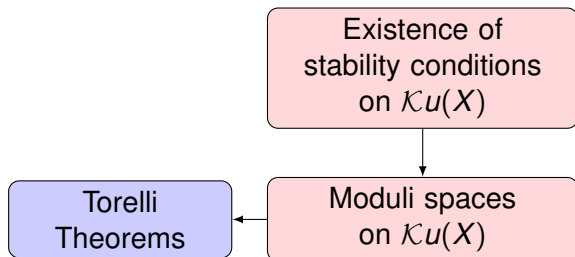 Existence of
stability conditions
on 𝒦u(X)
Torelli
Theorems
Moduli spaces
on 𝒦u(X)